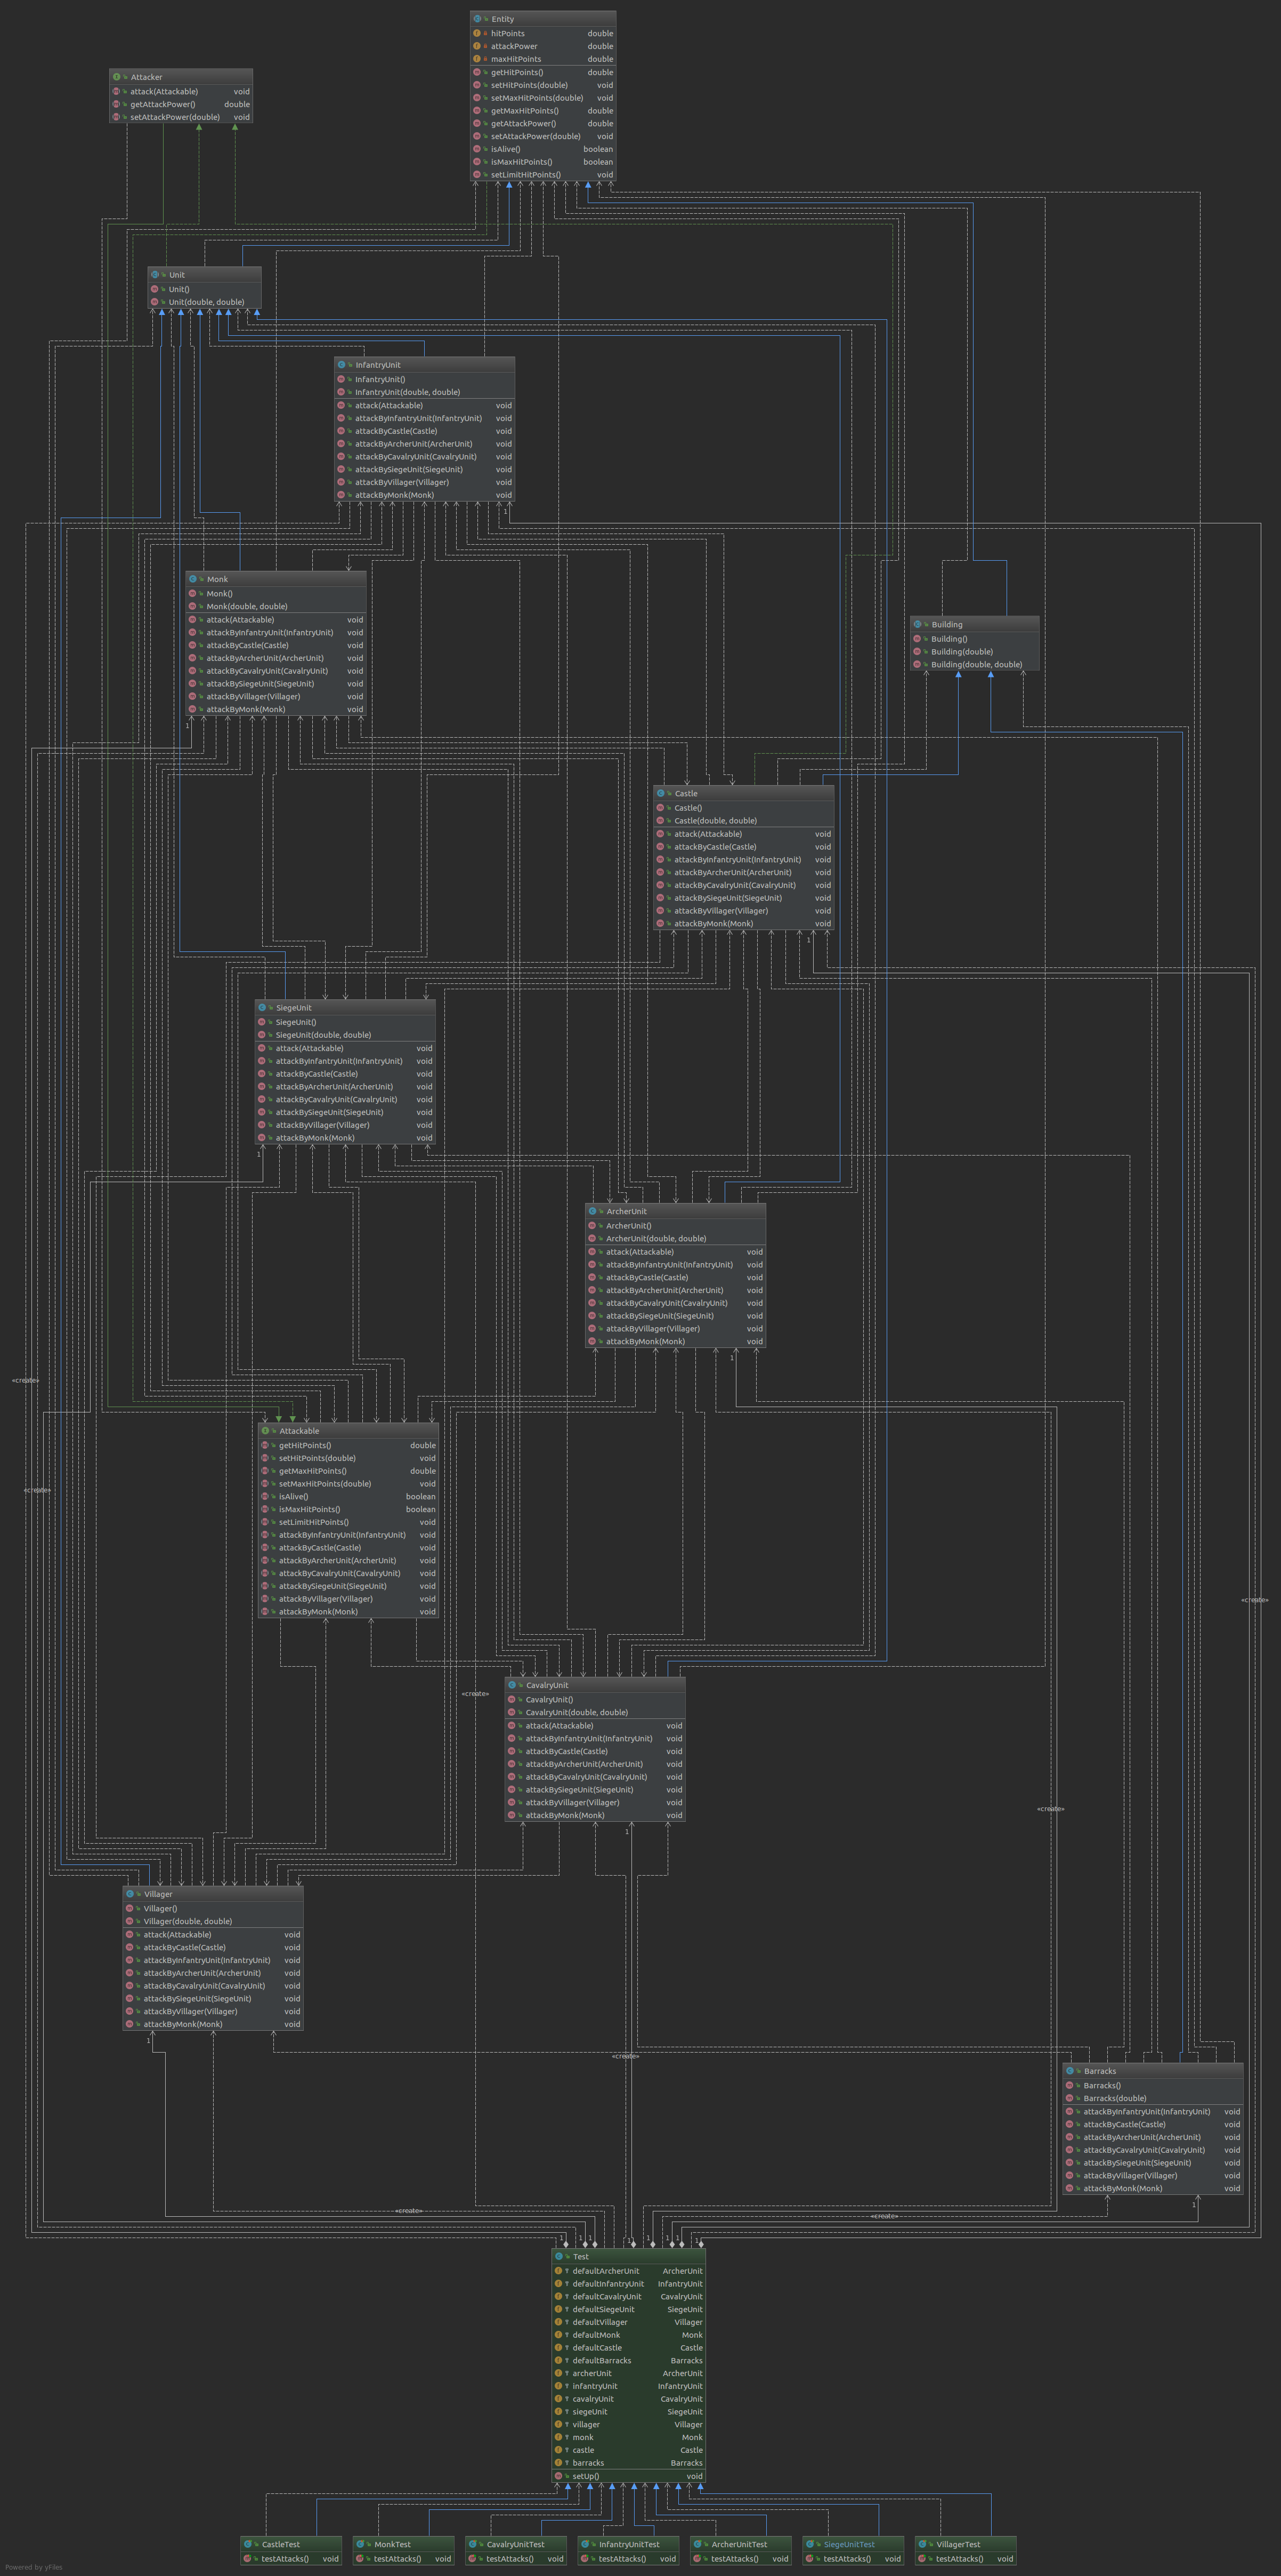 Entity
hitPoints double
attackPower double
maxHitPoints double
getHitPoints() double
setHitPoints(double) void
setMaxHitPoints(double) void
getMaxHitPoints() double
getAttackPower() double
setAttackPower(double) void
isAlive() boolean
isMaxHitPoints() boolean
setLimitHitPoints() void
Attacker
attack(Attackable) void
getAttackPower() double
setAttackPower(double) void
Unit
Unit()
Unit(double, double)
InfantryUnit
InfantryUnit()
InfantryUnit(double, double)
attack(Attackable) void
attackByInfantryUnit(InfantryUnit) void
attackByCastle(Castle) void
attackByArcherUnit(ArcherUnit) void
attackByCavalryUnit(CavalryUnit) void
attackBySiegeUnit(SiegeUnit) void
attackByVillager(Villager) void
attackByMonk(Monk) void
1
Monk
Monk()
Monk(double, double)
attack(Attackable) void
attackByInfantryUnit(InfantryUnit) void
attackByCastle(Castle) void
attackByArcherUnit(ArcherUnit) void
attackByCavalryUnit(CavalryUnit) void
attackBySiegeUnit(SiegeUnit) void
attackByVillager(Villager) void
attackByMonk(Monk) void
1
Building
Building()
Building(double)
Building(double, double)
Castle
Castle()
Castle(double, double)
attack(Attackable) void
attackByCastle(Castle) void
attackByInfantryUnit(InfantryUnit) void
attackByArcherUnit(ArcherUnit) void
attackByCavalryUnit(CavalryUnit) void
attackBySiegeUnit(SiegeUnit) void
attackByVillager(Villager) void
attackByMonk(Monk) void
1
SiegeUnit
SiegeUnit()
SiegeUnit(double, double)
attack(Attackable) void
attackByInfantryUnit(InfantryUnit) void
attackByCastle(Castle) void
attackByArcherUnit(ArcherUnit) void
attackByCavalryUnit(CavalryUnit) void
attackBySiegeUnit(SiegeUnit) void
attackByVillager(Villager) void
attackByMonk(Monk) void
1
ArcherUnit
ArcherUnit()
ArcherUnit(double, double)
attack(Attackable) void
attackByInfantryUnit(InfantryUnit) void
attackByCastle(Castle) void
attackByArcherUnit(ArcherUnit) void
attackByCavalryUnit(CavalryUnit) void
attackBySiegeUnit(SiegeUnit) void
attackByVillager(Villager) void
attackByMonk(Monk) void
1
«create»
Attackable
getHitPoints() double
setHitPoints(double) void
getMaxHitPoints() double
setMaxHitPoints(double) void
isAlive() boolean
isMaxHitPoints() boolean
setLimitHitPoints() void
attackByInfantryUnit(InfantryUnit) void
attackByCastle(Castle) void
attackByArcherUnit(ArcherUnit) void
attackByCavalryUnit(CavalryUnit) void
attackBySiegeUnit(SiegeUnit) void
attackByVillager(Villager) void
attackByMonk(Monk) void
«create»
«create»
CavalryUnit
CavalryUnit()
CavalryUnit(double, double)
attack(Attackable) void
attackByInfantryUnit(InfantryUnit) void
attackByCastle(Castle) void
attackByArcherUnit(ArcherUnit) void
attackByCavalryUnit(CavalryUnit) void
attackBySiegeUnit(SiegeUnit) void
attackByVillager(Villager) void
attackByMonk(Monk) void
«create»
«create»
1
Villager
Villager()
Villager(double, double)
attack(Attackable) void
attackByCastle(Castle) void
attackByInfantryUnit(InfantryUnit) void
attackByArcherUnit(ArcherUnit) void
attackByCavalryUnit(CavalryUnit) void
attackBySiegeUnit(SiegeUnit) void
attackByVillager(Villager) void
attackByMonk(Monk) void
1
«create»
Barracks
Barracks()
Barracks(double)
attackByInfantryUnit(InfantryUnit) void
attackByCastle(Castle) void
attackByArcherUnit(ArcherUnit) void
attackByCavalryUnit(CavalryUnit) void
attackBySiegeUnit(SiegeUnit) void
attackByVillager(Villager) void
attackByMonk(Monk) void
1
«create»
«create»
1 1 1 1 1 1 1 1
Test
defaultArcherUnit ArcherUnit
defaultInfantryUnit InfantryUnit
defaultCavalryUnit CavalryUnit
defaultSiegeUnit SiegeUnit
defaultVillager Villager
defaultMonk Monk
defaultCastle Castle
defaultBarracks Barracks
archerUnit ArcherUnit
infantryUnit InfantryUnit
cavalryUnit CavalryUnit
siegeUnit SiegeUnit
villager Villager
monk Monk
castle Castle
barracks Barracks
setUp() void
CastleTest
testAttacks() void
MonkTest
testAttacks() void
CavalryUnitTest
testAttacks() void
InfantryUnitTest
testAttacks() void
ArcherUnitTest
testAttacks() void
SiegeUnitTest
testAttacks() void
VillagerTest
testAttacks() void
Powered by yFiles